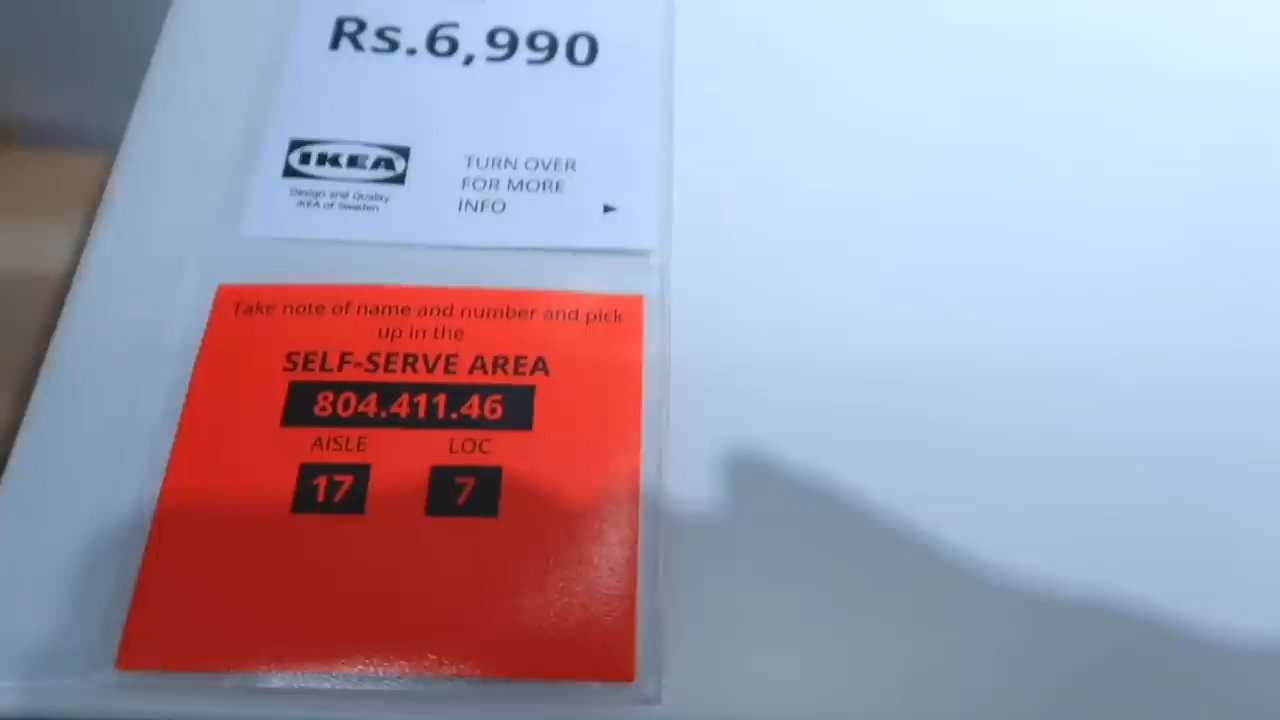 Rs.6,990
IKEA
Design and Quality
IKEA of Sweden
TURN OVER
FOR MORE
INFO
Take note of name and number and pick
up in the
SELF-SERVE AREA
804.411.46
AISLE LOC
17 7